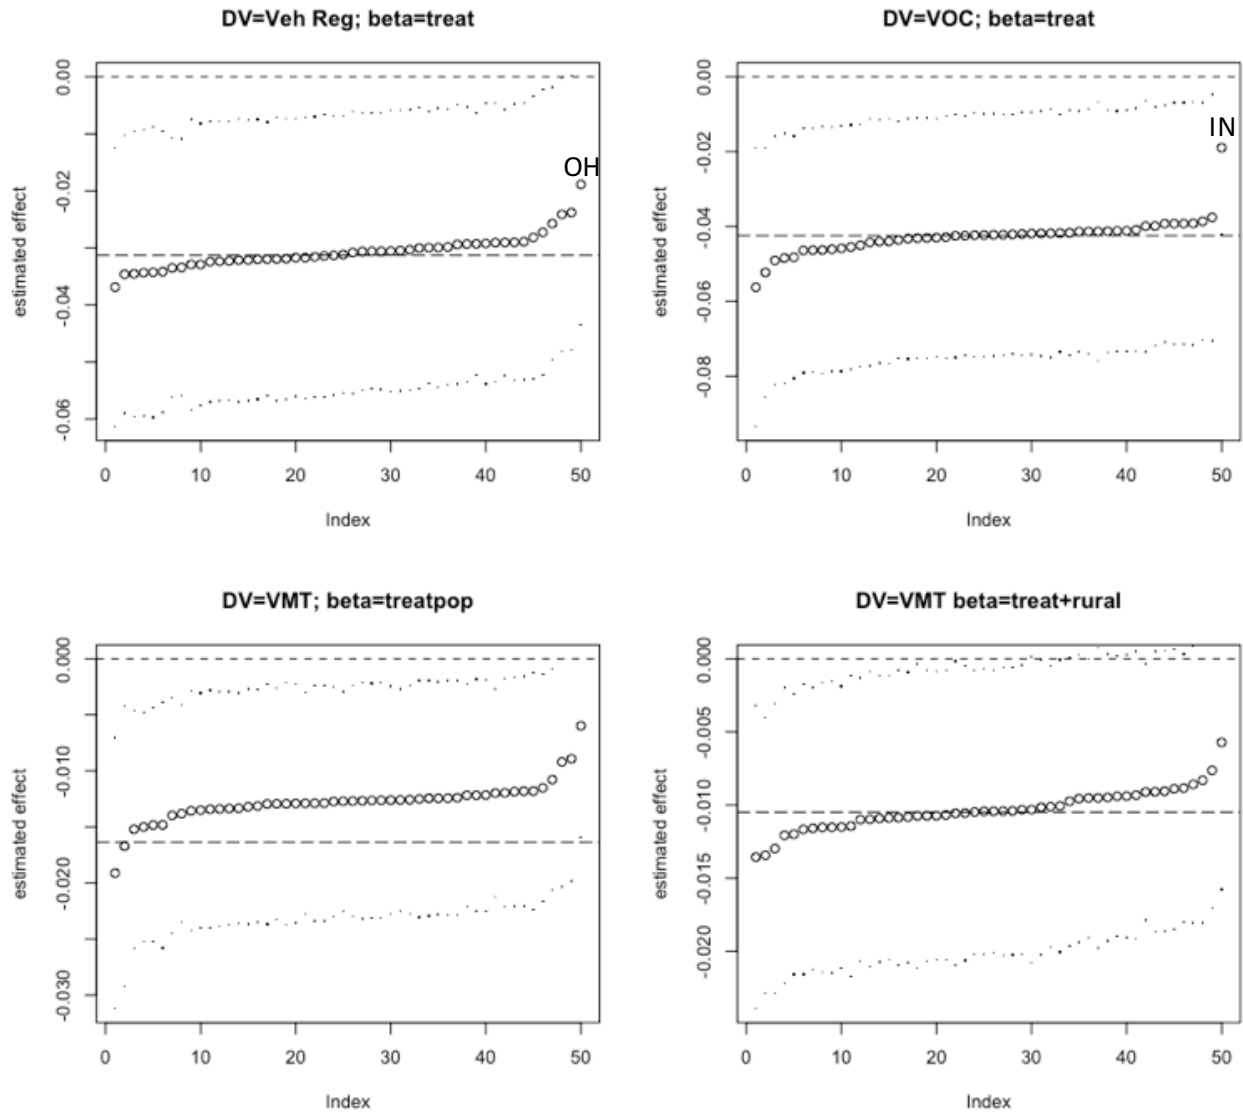 DV=Veh Reg; beta=treat
estimated effect
0.00
-0.02
-0.04
-0.06
OH
0 10 20 30 40 50
Index
DV=VOC; beta=treat
estimated effect
0.00
-0.02
-0.04
-0.06
-0.08
IN
0 10 20 30 40 50
Index
DV=VMT; beta=treatpop
estimated effect
0.000
-0.010
-0.020
-0.030
0 10 20 30 40 50
Index
DV=VMT beta=treat+rural
estimated effect
0.000
-0.005
-0.010
-0.015
-0.020
0 10 20 30 40 50
Index